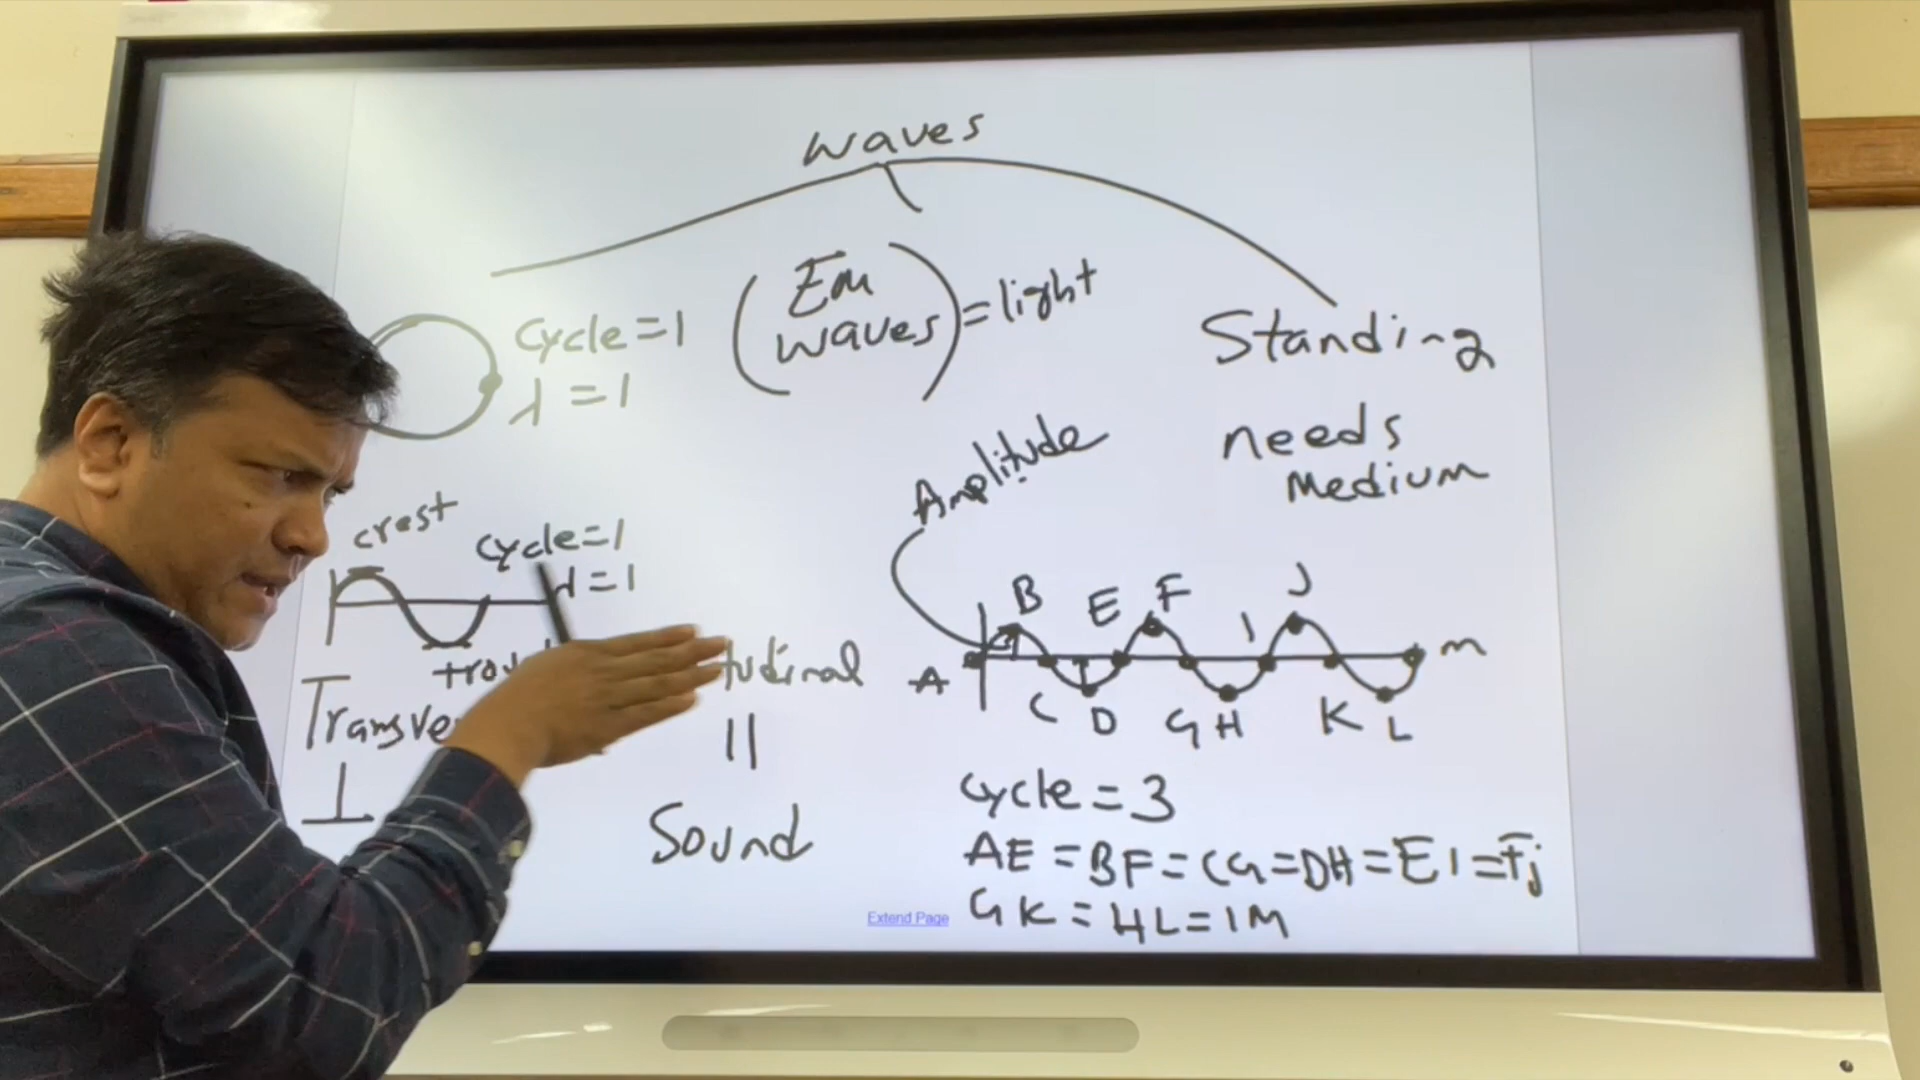 waves
Cycle = 1
λ = 1
(Em waves) = light
Standing
needs
Medium
Amplitude
crest
Cycle = 1
λ = 1
B
E
F
I
J
A
M
C
D
G
H
K
L
tudinal
Transve
||
⊥
Sound
Cycle = 3
AE = BF = CG = DH = EI = Fj
GK = HL = IM
Extend Page